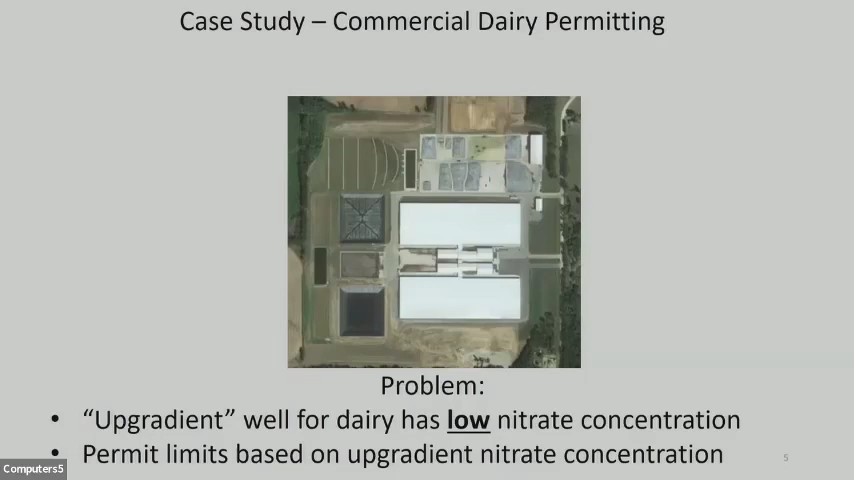 Case Study – Commercial Dairy Permitting
Problem:
• “Upgradient” well for dairy has low nitrate concentration
• Permit limits based on upgradient nitrate concentration
Computers5
5